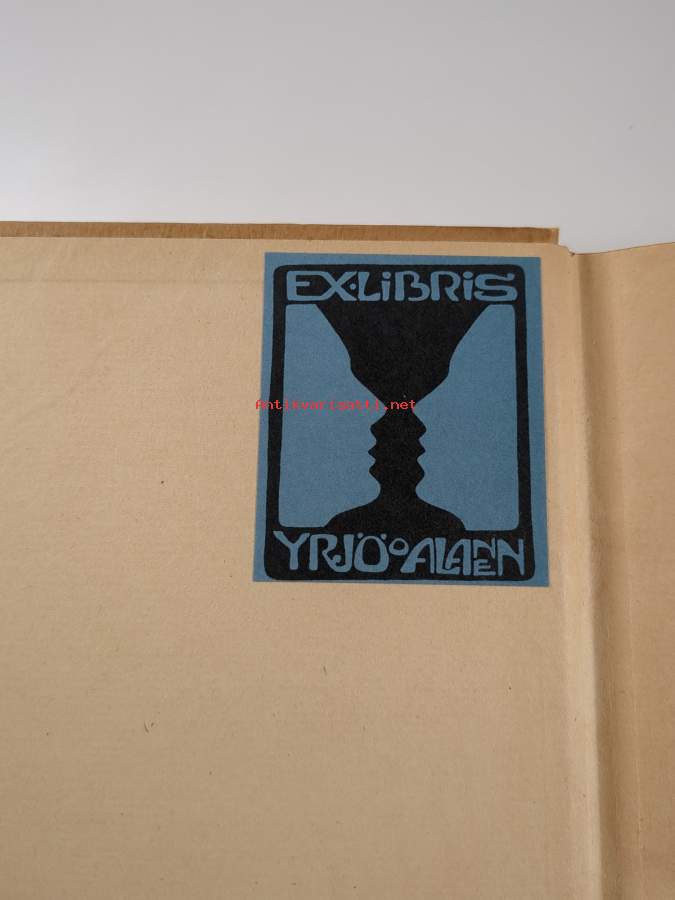 EX·LiBRiS
Antikvariaatti.net
YRJÖ O ALANEN